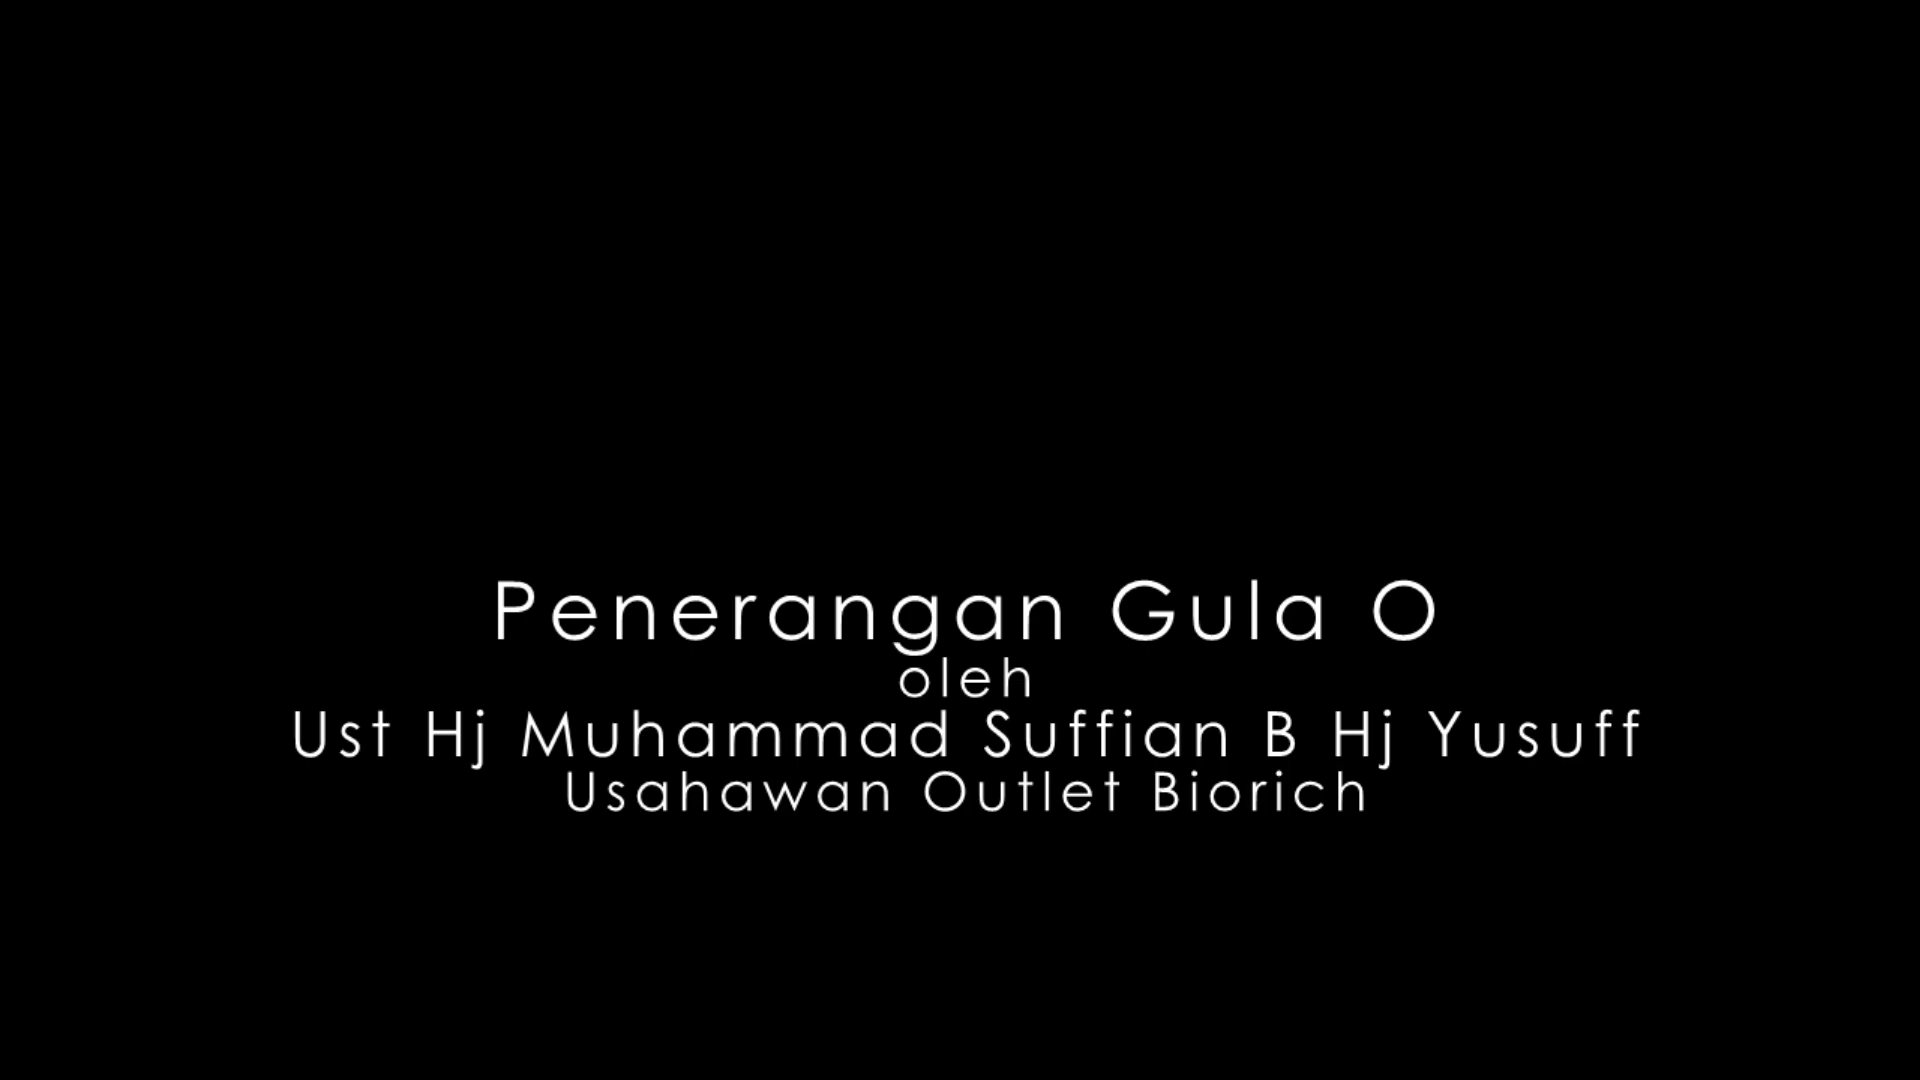 Penerangan Gula O
oleh
Ust Hj Muhammad Suffian B Hj Yusuff
Usahawan Outlet Biorich